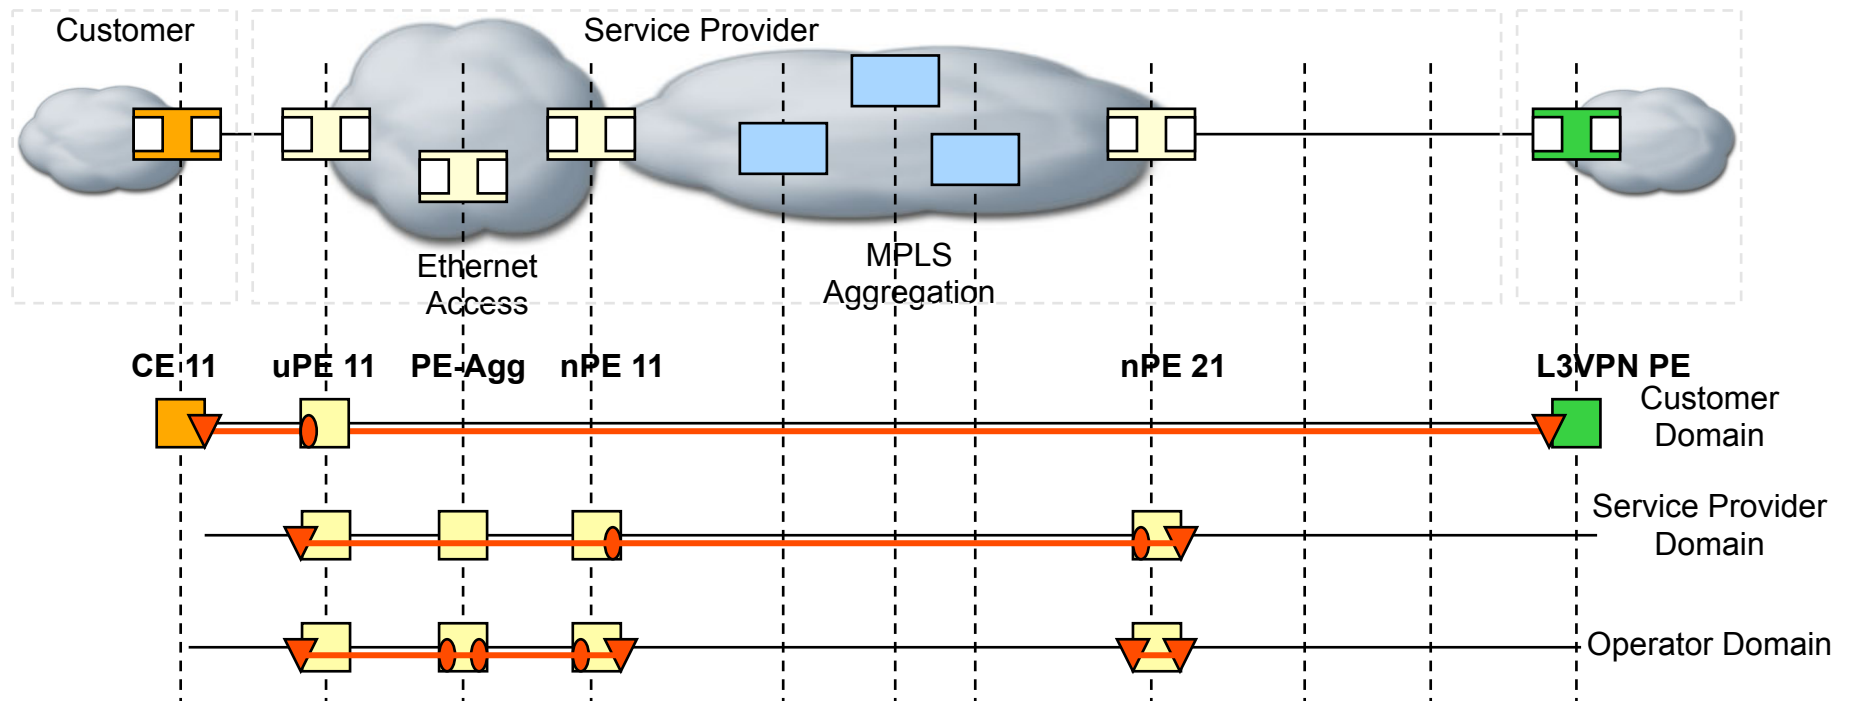 Customer
Service Provider
Ethernet
Access
MPLS
Aggregation
CE 11
uPE 11
PE-Agg
nPE 11
nPE 21
L3VPN PE
Customer
Domain
Service Provider
Domain
Operator Domain